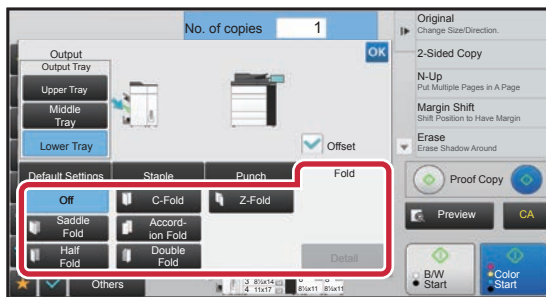 No. of copies 1
Original
Change Size/Direction.
OK
Output
2-Sided Copy
Output Tray
Upper Tray
N-Up
Put Multiple Pages in A Page
Middle
Tray
Margin Shift
Shift Position to Have Margin
Lower Tray
Offset
Erase
Erase Shadow Around
Default Settings Staple Punch Fold
Proof Copy
Off C-Fold Z-Fold
Saddle
Fold
Accord-
ion Fold
Preview CA
Half
Fold
Double
Fold
Detail
Others
3 8½x14
4 11x17
8½x11 8½x11
B/W
Start
Color
Start